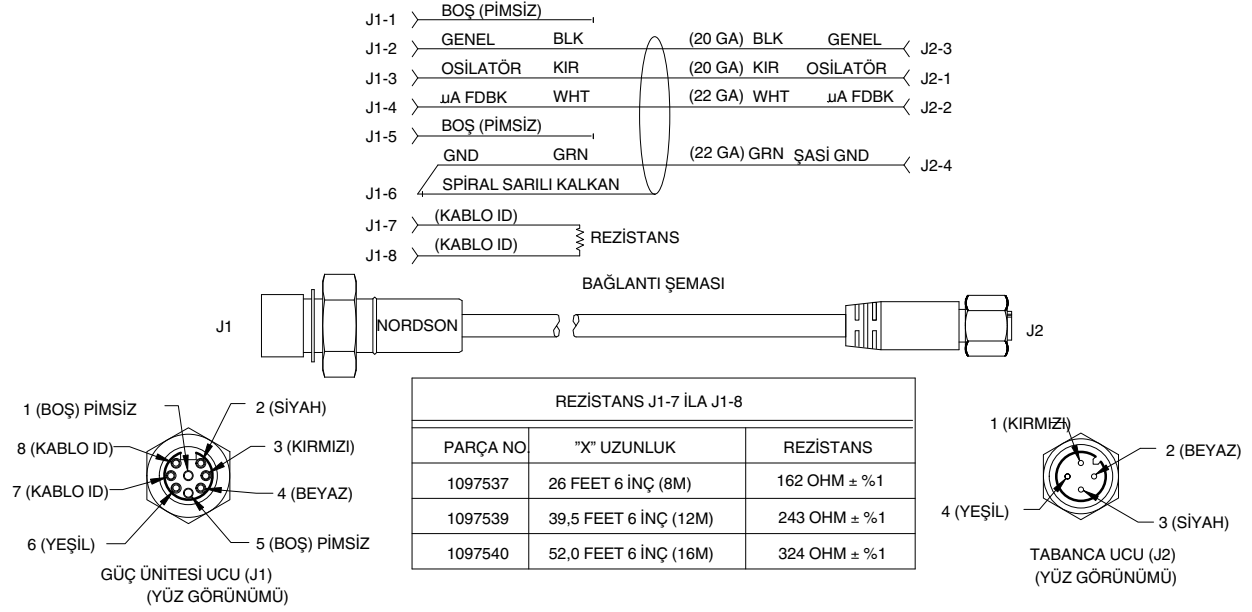 J1-1 BOŞ (PİMSİZ)
J1-2 GENEL BLK (20 GA) BLK GENEL J2-3
J1-3 OSİLATÖR KIR (20 GA) KIR OSİLATÖR J2-1
J1-4 µA FDBK WHT (22 GA) WHT µA FDBK J2-2
J1-5 BOŞ (PİMSİZ)
GND GRN (22 GA) GRN ŞASİ GND J2-4
J1-6 SPİRAL SARILI KALKAN
J1-7 (KABLO ID)
REZİSTANS
J1-8 (KABLO ID)
BAĞLANTI ŞEMASI
J1 NORDSON J2
1 (BOŞ) PİMSİZ
2 (SİYAH)
8 (KABLO ID)
3 (KIRMIZI)
7 (KABLO ID)
4 (BEYAZ)
6 (YEŞİL)
5 (BOŞ) PİMSİZ
GÜÇ ÜNİTESİ UCU (J1)
(YÜZ GÖRÜNÜMÜ)
REZİSTANS J1-7 İLA J1-8
PARÇA NO. "X" UZUNLUK REZİSTANS
1097537 26 FEET 6 İNÇ (8M) 162 OHM ± %1
1097539 39,5 FEET 6 İNÇ (12M) 243 OHM ± %1
1097540 52,0 FEET 6 İNÇ (16M) 324 OHM ± %1
1 (KIRMIZI)
2 (BEYAZ)
4 (YEŞİL)
3 (SİYAH)
TABANCA UCU (J2)
(YÜZ GÖRÜNÜMÜ)